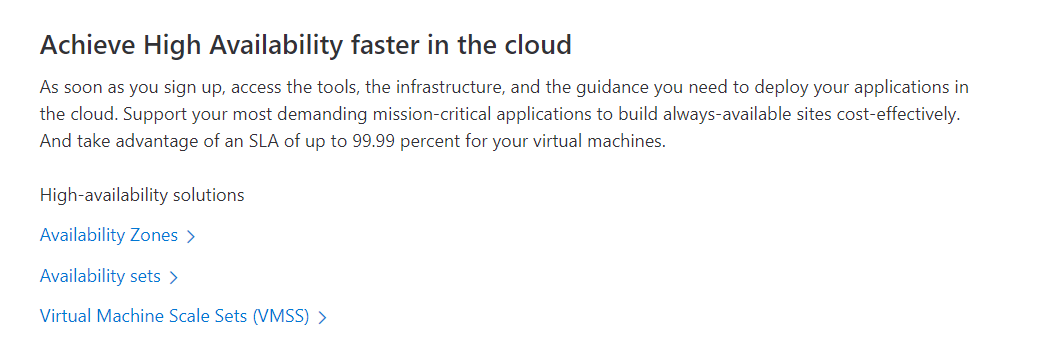 Achieve High Availability faster in the cloud
As soon as you sign up, access the tools, the infrastructure, and the guidance you need to deploy your applications in
the cloud. Support your most demanding mission-critical applications to build always-available sites cost-effectively.
And take advantage of an SLA of up to 99.99 percent for your virtual machines.
High-availability solutions
Availability Zones
Availability sets
Virtual Machine Scale Sets (VMSS)